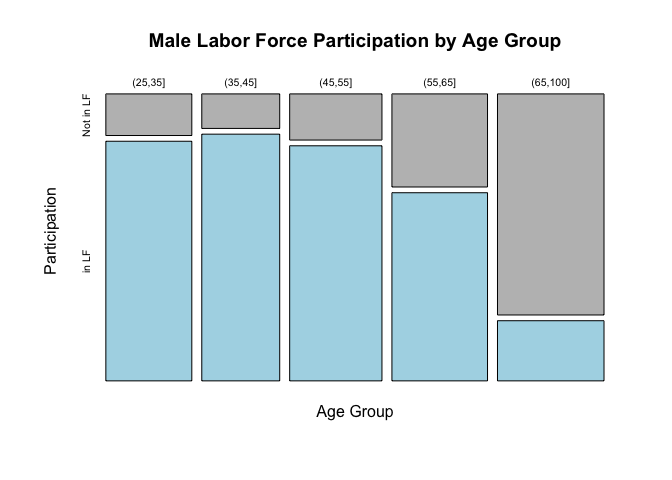 Male Labor Force Participation by Age Group
(25,35]
(35,45]
(45,55]
(55,65]
(65,100]
Not in LF
in LF
Participation
Age Group